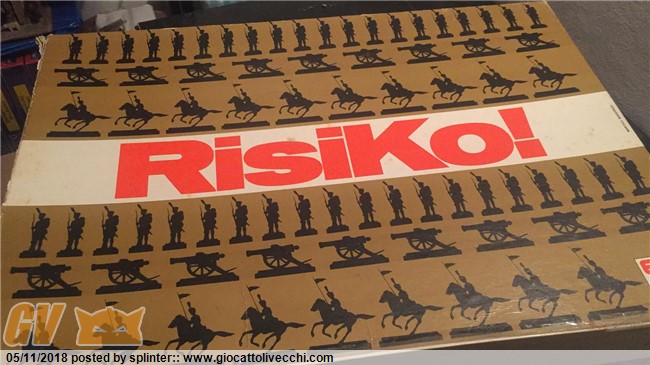 RisiKo!
GV
05/11/2018 posted by splinter:: www.giocattolivecchi.com